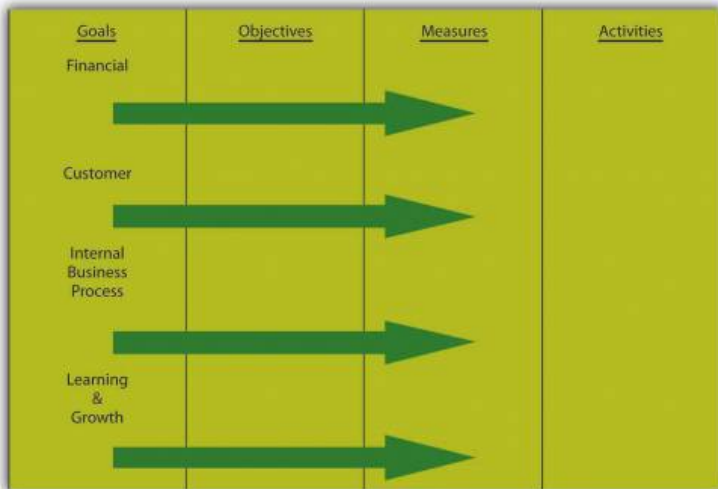 Goals
Objectives
Measures
Activities
Financial
Customer
Internal
Business
Process
Learning
&
Growth